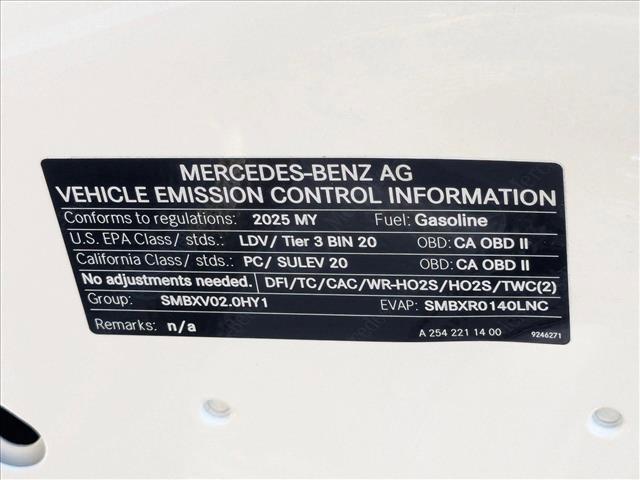 MERCEDES-BENZ AG
VEHICLE EMISSION CONTROL INFORMATION
Conforms to regulations: 2025 MY Fuel: Gasoline
U.S. EPA Class/ stds.: LDV/ Tier 3 BIN 20 OBD: CA OBD II
California Class/ stds.: PC/ SULEV 20 OBD: CA OBD II
No adjustments needed. DFI/TC/CAC/WR-HO2S/HO2S/TWC(2)
Group: SMBXV02.0HY1 EVAP: SMBXR0140LNC
Remarks: n/a A 254 221 14 00 9246271